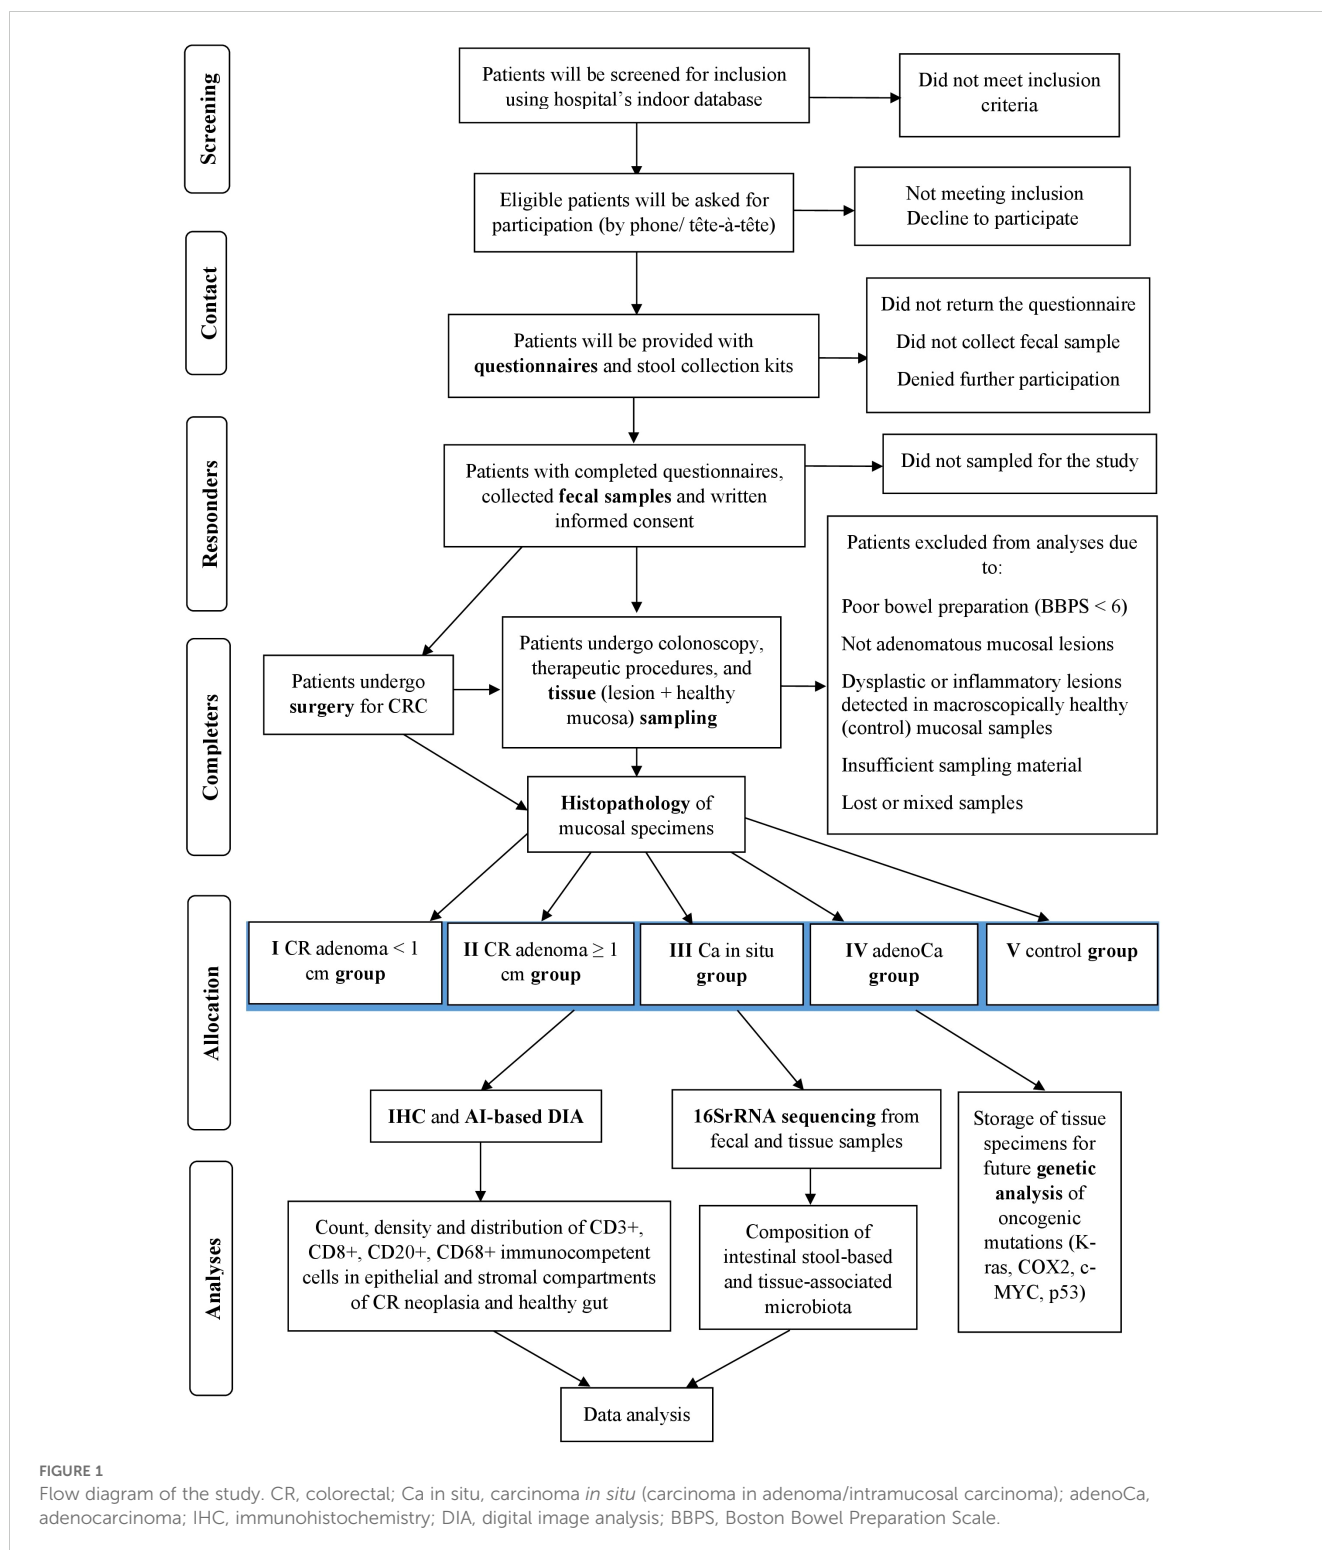 Screening
Patients will be screened for inclusion
using hospital's indoor database
Did not meet inclusion
criteria
Eligible patients will be asked for
participation (by phone/ tête-à-tête)
Not meeting inclusion
Decline to participate
Contact
Patients will be provided with
questionnaires and stool collection kits
Did not return the questionnaire
Did not collect fecal sample
Denied further participation
Responders
Patients with completed questionnaires,
collected fecal samples and written
informed consent
Did not sampled for the study
Completers
Patients undergo
surgery for CRC
Patients undergo colonoscopy,
therapeutic procedures, and
tissue (lesion + healthy
mucosa) sampling
Patients excluded from analyses due
to:
Poor bowel preparation (BBPS < 6)
Not adenomatous mucosal lesions
Dysplastic or inflammatory lesions
detected in macroscopically healthy
(control) mucosal samples
Insufficient sampling material
Lost or mixed samples
Histopathology of
mucosal specimens
Allocation
I CR adenoma < 1
cm group
II CR adenoma ≥ 1
cm group
III Ca in situ
group
IV adenoCa
group
V control group
IHC and AI-based DIA
16SrRNA sequencing from
fecal and tissue samples
Storage of tissue
specimens for
future genetic
analysis of
oncogenic
mutations (K-
ras, COX2, c-
MYC, p53)
Analyses
Count, density and distribution of CD3+,
CD8+, CD20+, CD68+ immunocompetent
cells in epithelial and stromal compartments
of CR neoplasia and healthy gut
Composition of
intestinal stool-based
and tissue-associated
microbiota
Data analysis
FIGURE 1
Flow diagram of the study. CR, colorectal; Ca in situ, carcinoma in situ (carcinoma in adenoma/intramucosal carcinoma); adenoCa,
adenocarcinoma; IHC, immunohistochemistry; DIA, digital image analysis; BBPS, Boston Bowel Preparation Scale.